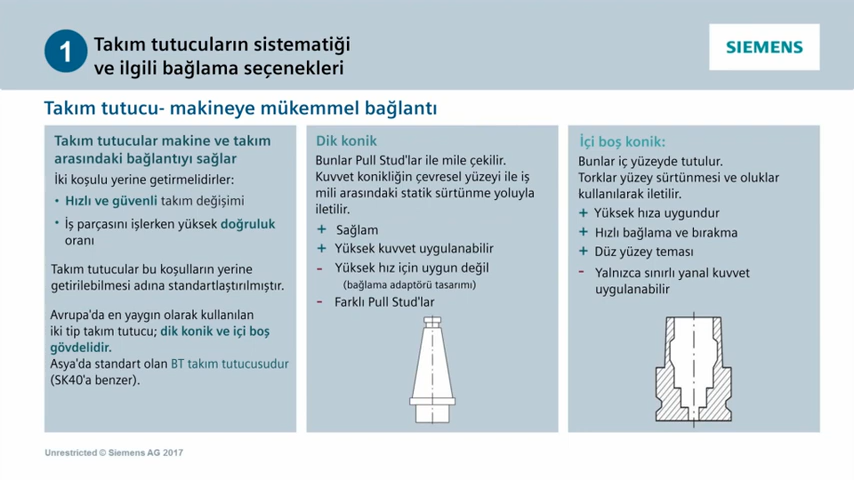 1
Takım tutucuların sistematiği
ve ilgili bağlama seçenekleri
SIEMENS
Takım tutucu- makineye mükemmel bağlantı
Takım tutucular makine ve takım
arasındaki bağlantıyı sağlar
İki koşulu yerine getirmelidirler:
• Hızlı ve güvenli takım değişimi
• İş parçasını işlerken yüksek doğruluk
oranı
Takım tutucular bu koşulların yerine
getirilebilmesi adına standartlaştırılmıştır.
Avrupa'da en yaygın olarak kullanılan
iki tip takım tutucu; dik konik ve içi boş
gövdelidir.
Asya'da standart olan BT takım tutucusudur
(SK40'a benzer).
Dik konik
Bunlar Pull Stud'lar ile mile çekilir.
Kuvvet konikliğin çevresel yüzeyi ile iş
mili arasındaki statik sürtünme yoluyla
iletilir.
+ Sağlam
+ Yüksek kuvvet uygulanabilir
- Yüksek hız için uygun değil
(bağlama adaptörü tasarımı)
- Farklı Pull Stud'lar
İçi boş konik:
Bunlar iç yüzeyde tutulur.
Torklar yüzey sürtünmesi ve oluklar
kullanılarak iletilir.
+ Yüksek hıza uygundur
+ Hızlı bağlama ve bırakma
+ Düz yüzey teması
- Yalnızca sınırlı yanal kuvvet
uygulanabilir
Unrestricted © Siemens AG 2017